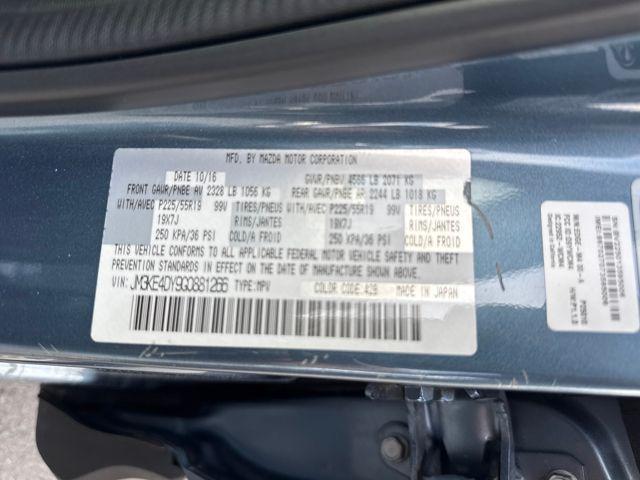 MFD. BY MAZDA MOTOR CORPORATION
DATE 10/16 GVWR/PNBV 4566 LB 2071 KG
FRONT GAWR/PNBE AV 2328 LB 1056 KG REAR GAWR/PNBE AR 2244 LB 1018 KG
WITH/AVEC P225/55R19 99V TIRES/PNEUS WITH/AVEC P225/55R19 99V TIRES/PNEUS
19X7J RIMS/JANTES 19X7J RIMS/JANTES
250 KPA/36 PSI COLD/A FROID 250 KPA/36 PSI COLD/A FROID
THIS VEHICLE CONFORMS TO ALL APPLICABLE FEDERAL MOTOR VEHICLE SAFETY, BUMPER, AND
THEFT PREVENTION STANDARDS IN EFFECT ON THE DATE OF MANUFACTURE SHOWN ABOVE.
VIN: JM3KE4DY9G0881266 TYPE:MPV COLOR CODE:42B MADE IN JAPAN